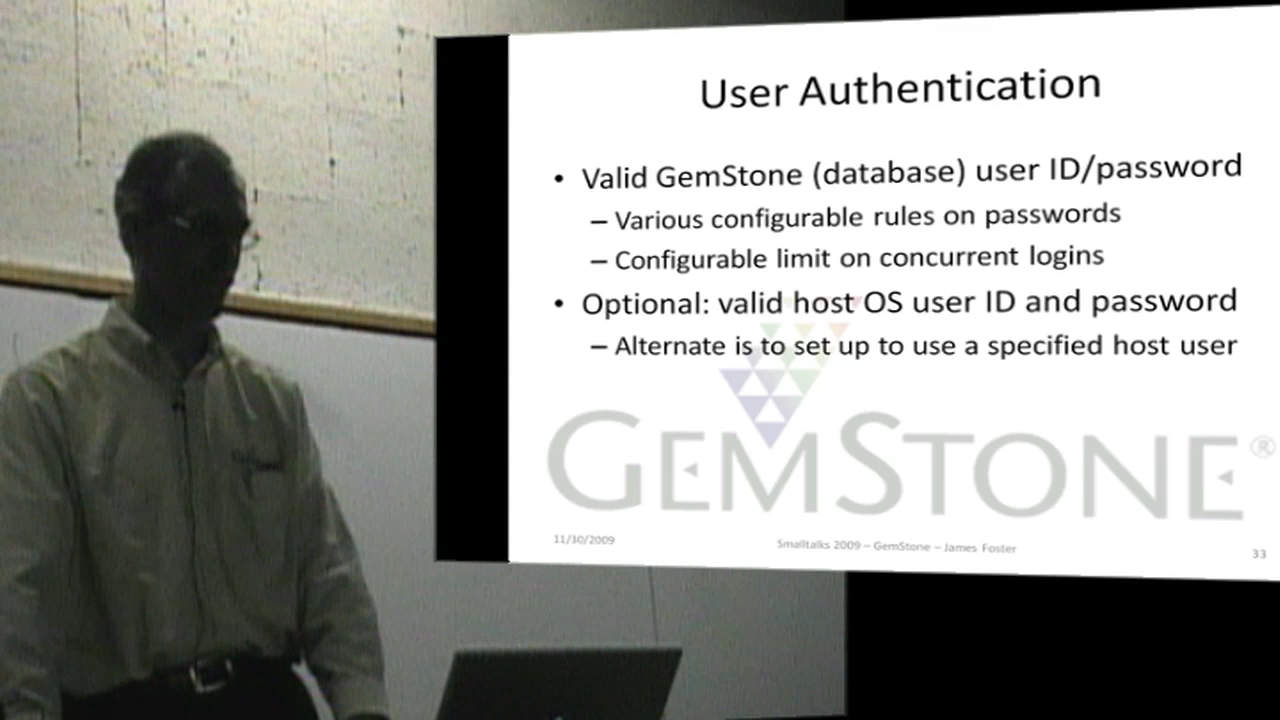 User Authentication
• Valid GemStone (database) user ID/password
– Various configurable rules on passwords
– Configurable limit on concurrent logins
• Optional: valid host OS user ID and password
– Alternate is to set up to use a specified host user
GEMSTONE®
11/30/2009
Smalltalks 2009 – GemStone – James Foster
33